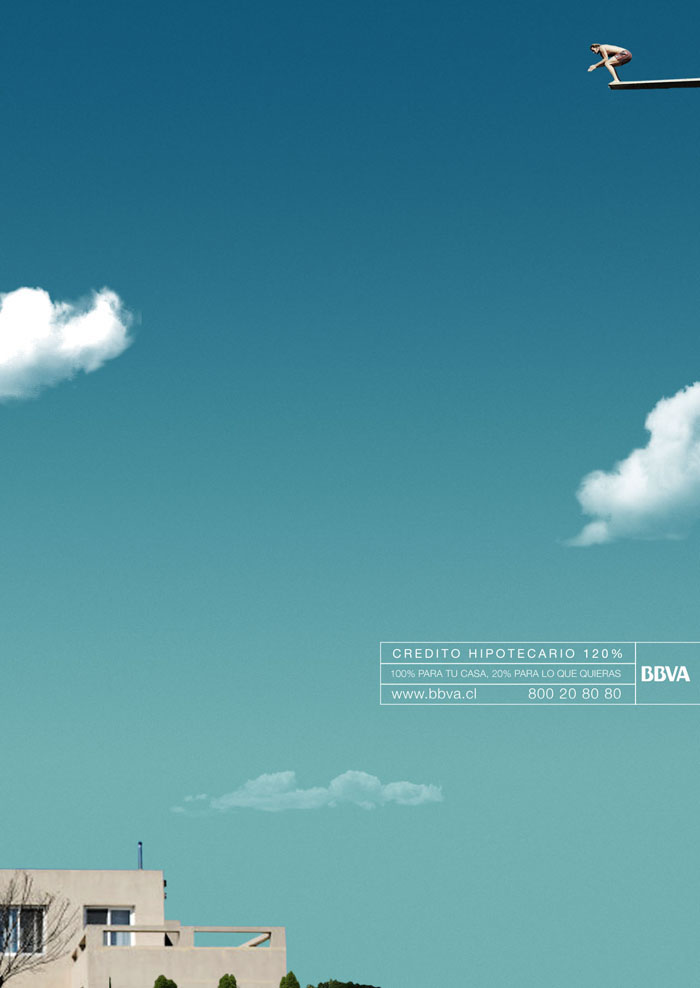 CREDITO HIPOTECARIO 120%
100% PARA TU CASA, 20% PARA LO QUE QUIERAS
www.bbva.cl 800 20 80 80
BBVA